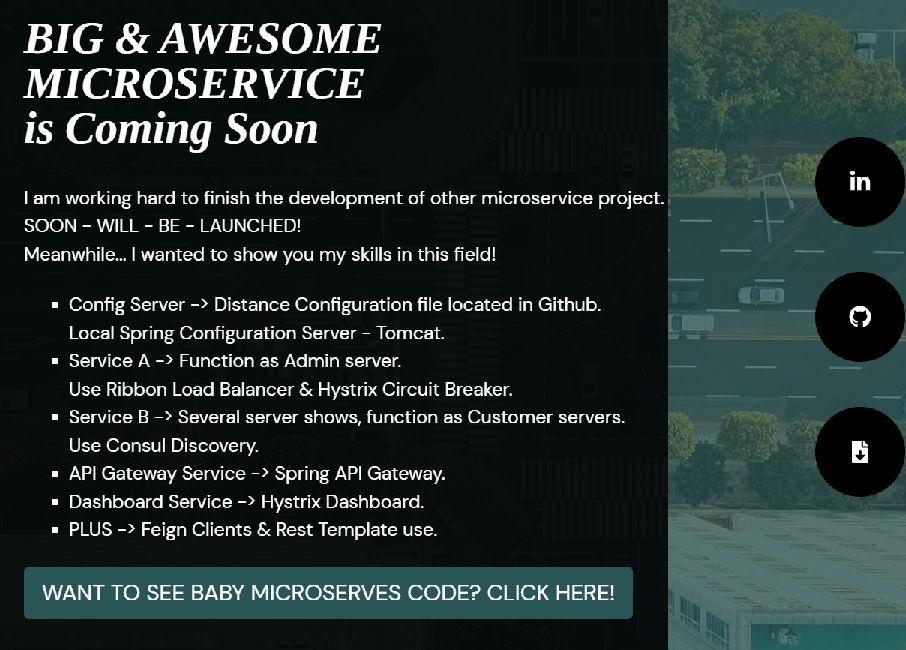 BIG & AWESOME
MICROSERVICE
is Coming Soon
I am working hard to finish the development of other microservice project.
SOON - WILL - BE - LAUNCHED!
Meanwhile... I wanted to show you my skills in this field!
Config Server -> Distance Configuration file located in Github.
Local Spring Configuration Server - Tomcat.
Service A -> Function as Admin server.
Use Ribbon Load Balancer & Hystrix Circuit Breaker.
Service B -> Several server shows, function as Customer servers.
Use Consul Discovery.
API Gateway Service -> Spring API Gateway.
Dashboard Service -> Hystrix Dashboard.
PLUS -> Feign Clients & Rest Template use.
WANT TO SEE BABY MICROSERVES CODE? CLICK HERE!
in